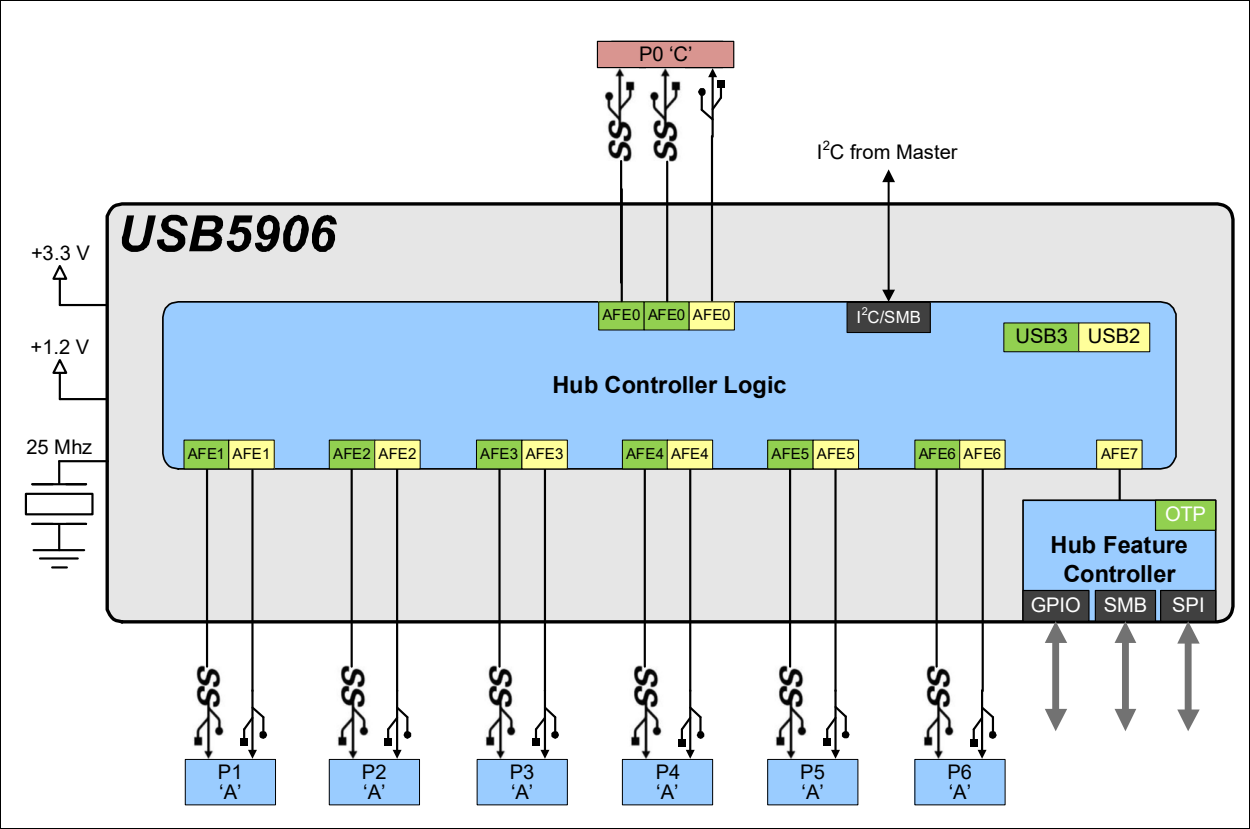 P0 ‘C’
SS SS
I²C from Master
USB5906
+3.3 V
AFE0 AFE0 AFE0
I²C/SMB
USB3 USB2
+1.2 V
Hub Controller Logic
25 Mhz
AFE1 AFE1 AFE2 AFE2 AFE3 AFE3 AFE4 AFE4 AFE5 AFE5 AFE6 AFE6 AFE7
OTP
Hub Feature
Controller
GPIO SMB SPI
SS SS SS SS SS SS
P1
‘A’
P2
‘A’
P3
‘A’
P4
‘A’
P5
‘A’
P6
‘A’